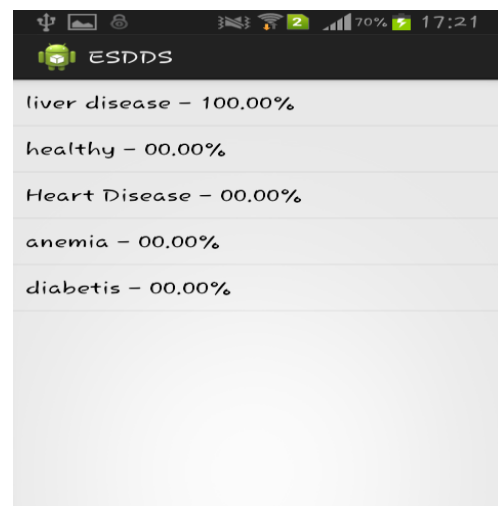 2 70% 17:21
ESDDS
liver disease – 100.00%
healthy – 00.00%
Heart Disease – 00.00%
anemia – 00.00%
diabetis – 00.00%